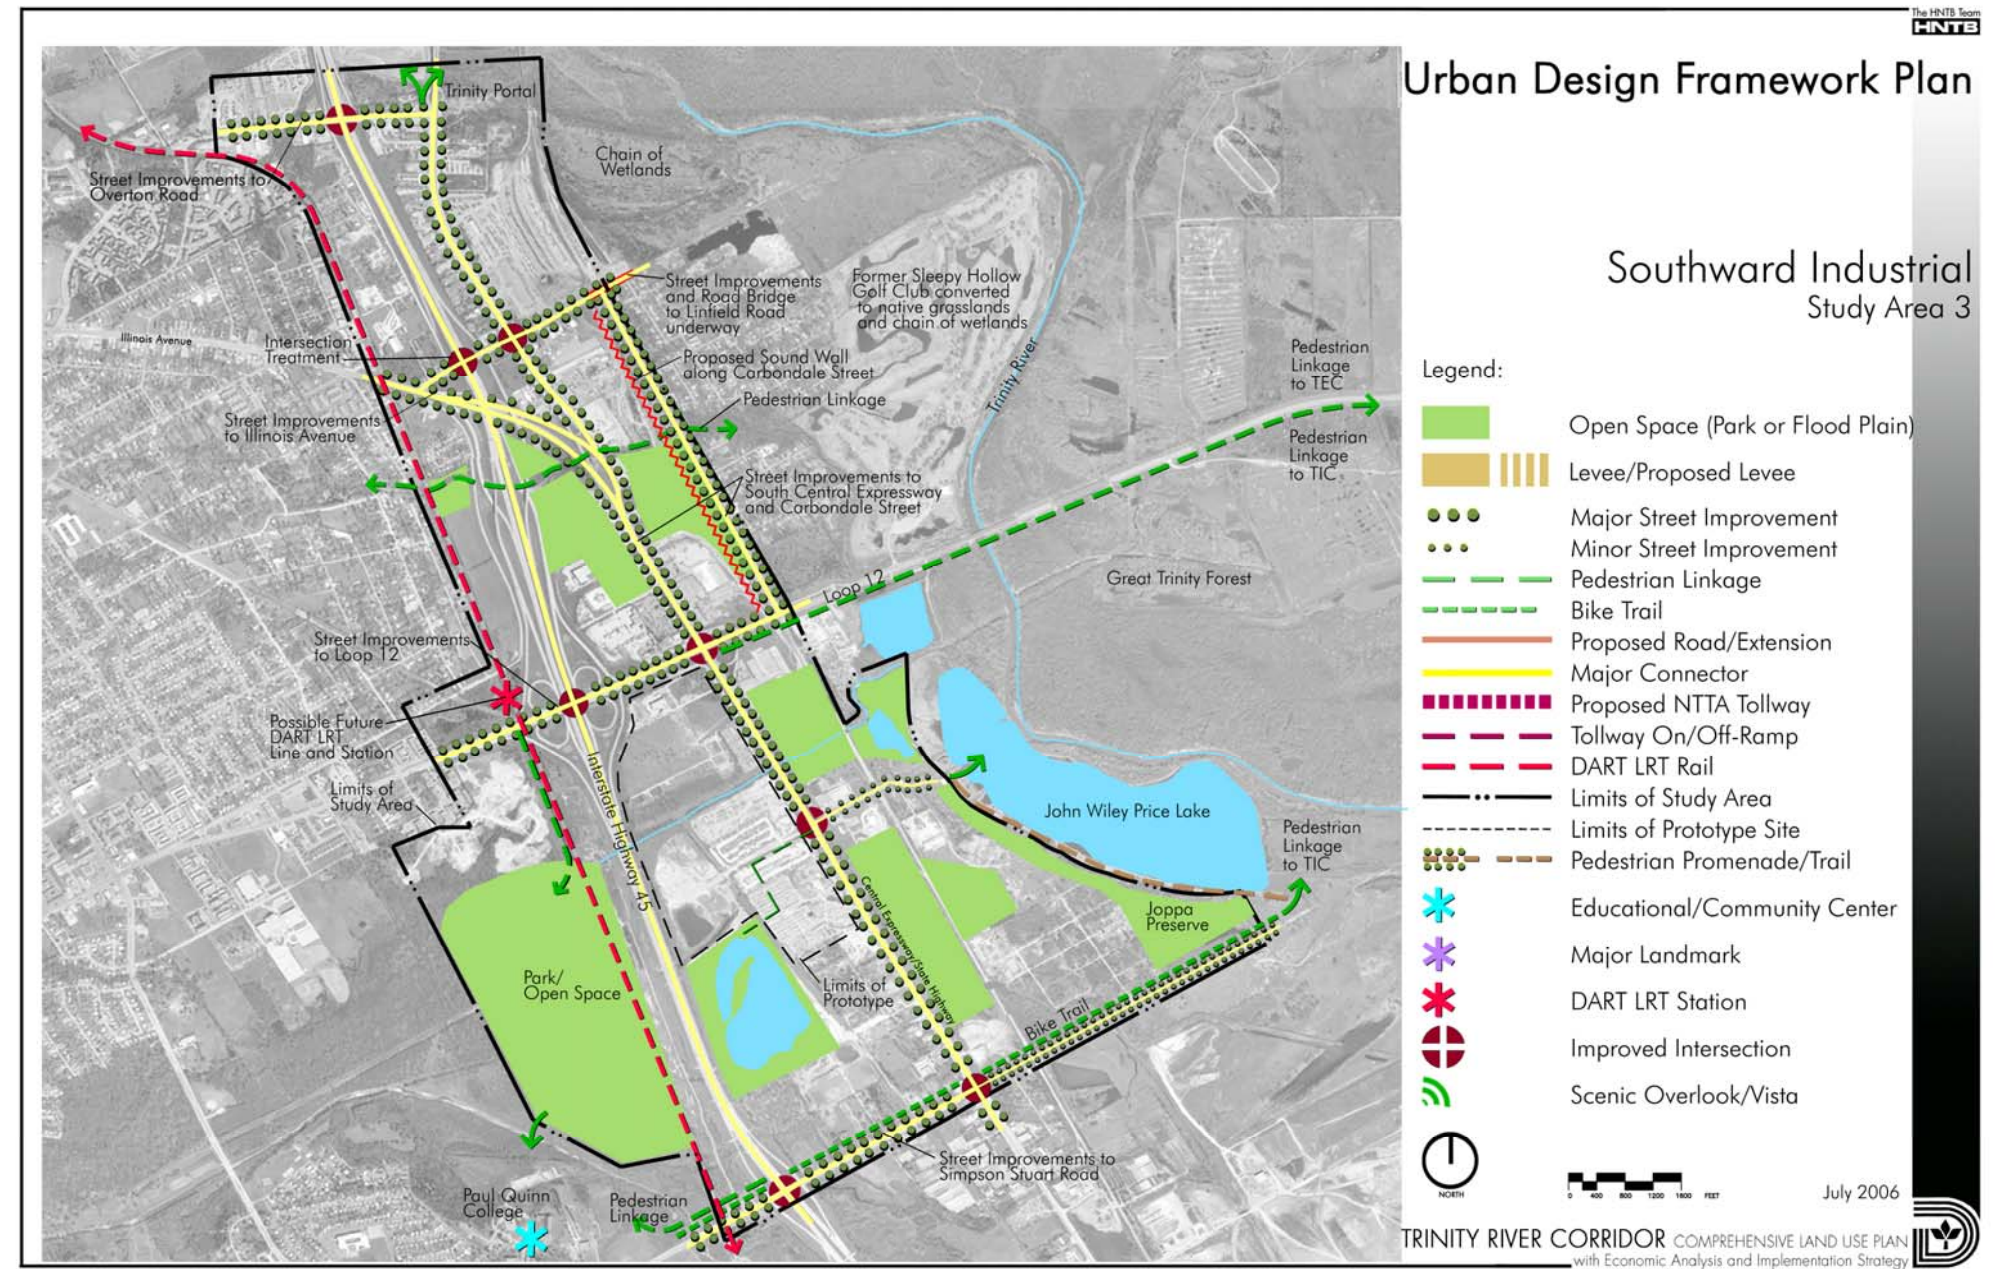 The HNTB Team
HNTB
Urban Design Framework Plan
Southward Industrial
Study Area 3
Trinity Portal
Chain of
Wetlands
Street Improvements to
Overton Road
Street Improvements
and Road Bridge
to Linfield Road
underway
Former Sleepy Hollow
Golf Club converted
to native grasslands
and chain of wetlands
Illinois Avenue
Intersection
Treatment
Proposed Sound Wall
along Carbondale Street
Pedestrian Linkage
Trinity River
Pedestrian
Linkage
to TEC
Pedestrian
Linkage
to TIC
Street Improvements
to Illinois Avenue
Street Improvements to
South Central Expressway
and Carbondale Street
Loop 12
Great Trinity Forest
Street Improvements
to Loop 12
Possible Future
DART LRT
Line and Station
Limits of
Study Area
Interstate Highway 45
John Wiley Price Lake
Pedestrian
Linkage
to TIC
Central Expressway/State Highway
Joppa
Preserve
Park/
Open Space
Limits of
Prototype
Bike Trail
Street Improvements to
Simpson Stuart Road
Paul Quinn
College
Pedestrian
Linkage
Legend:
Open Space (Park or Flood Plain)
Levee/Proposed Levee
Major Street Improvement
Minor Street Improvement
Pedestrian Linkage
Bike Trail
Proposed Road/Extension
Major Connector
Proposed NTTA Tollway
Tollway On/Off-Ramp
DART LRT Rail
Limits of Study Area
Limits of Prototype Site
Pedestrian Promenade/Trail
Educational/Community Center
Major Landmark
DART LRT Station
Improved Intersection
Scenic Overlook/Vista
NORTH
0 400 800 1200 1600 FEET
July 2006
TRINITY RIVER CORRIDOR COMPREHENSIVE LAND USE PLAN
with Economic Analysis and Implementation Strategy